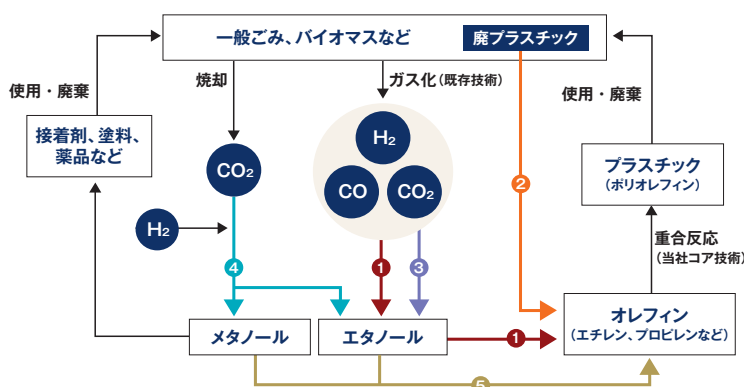 一般ごみ、バイオマスなど
廃プラスチック
焼却
ガス化（既存技術）
使用・廃棄
使用・廃棄
接着剤、塗料、
薬品など
H2
CO2
CO
CO2
H2
プラスチック
（ポリオレフィン）
2
重合反応
（当社コア技術）
4
1
3
オレフィン
（エチレン、プロピレンなど）
メタノール
エタノール
1
5